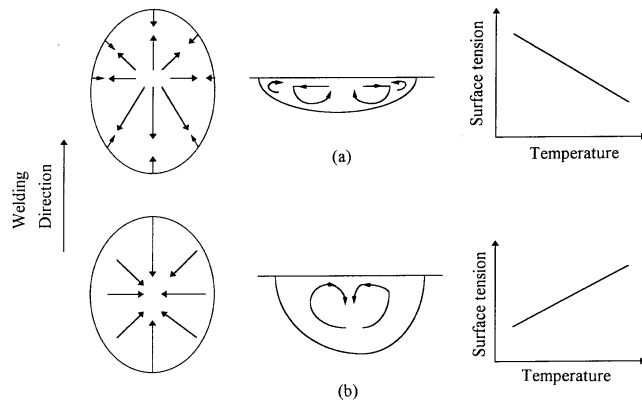 Surface tension
Temperature
(a)
Welding
Direction
Surface tension
Temperature
(b)